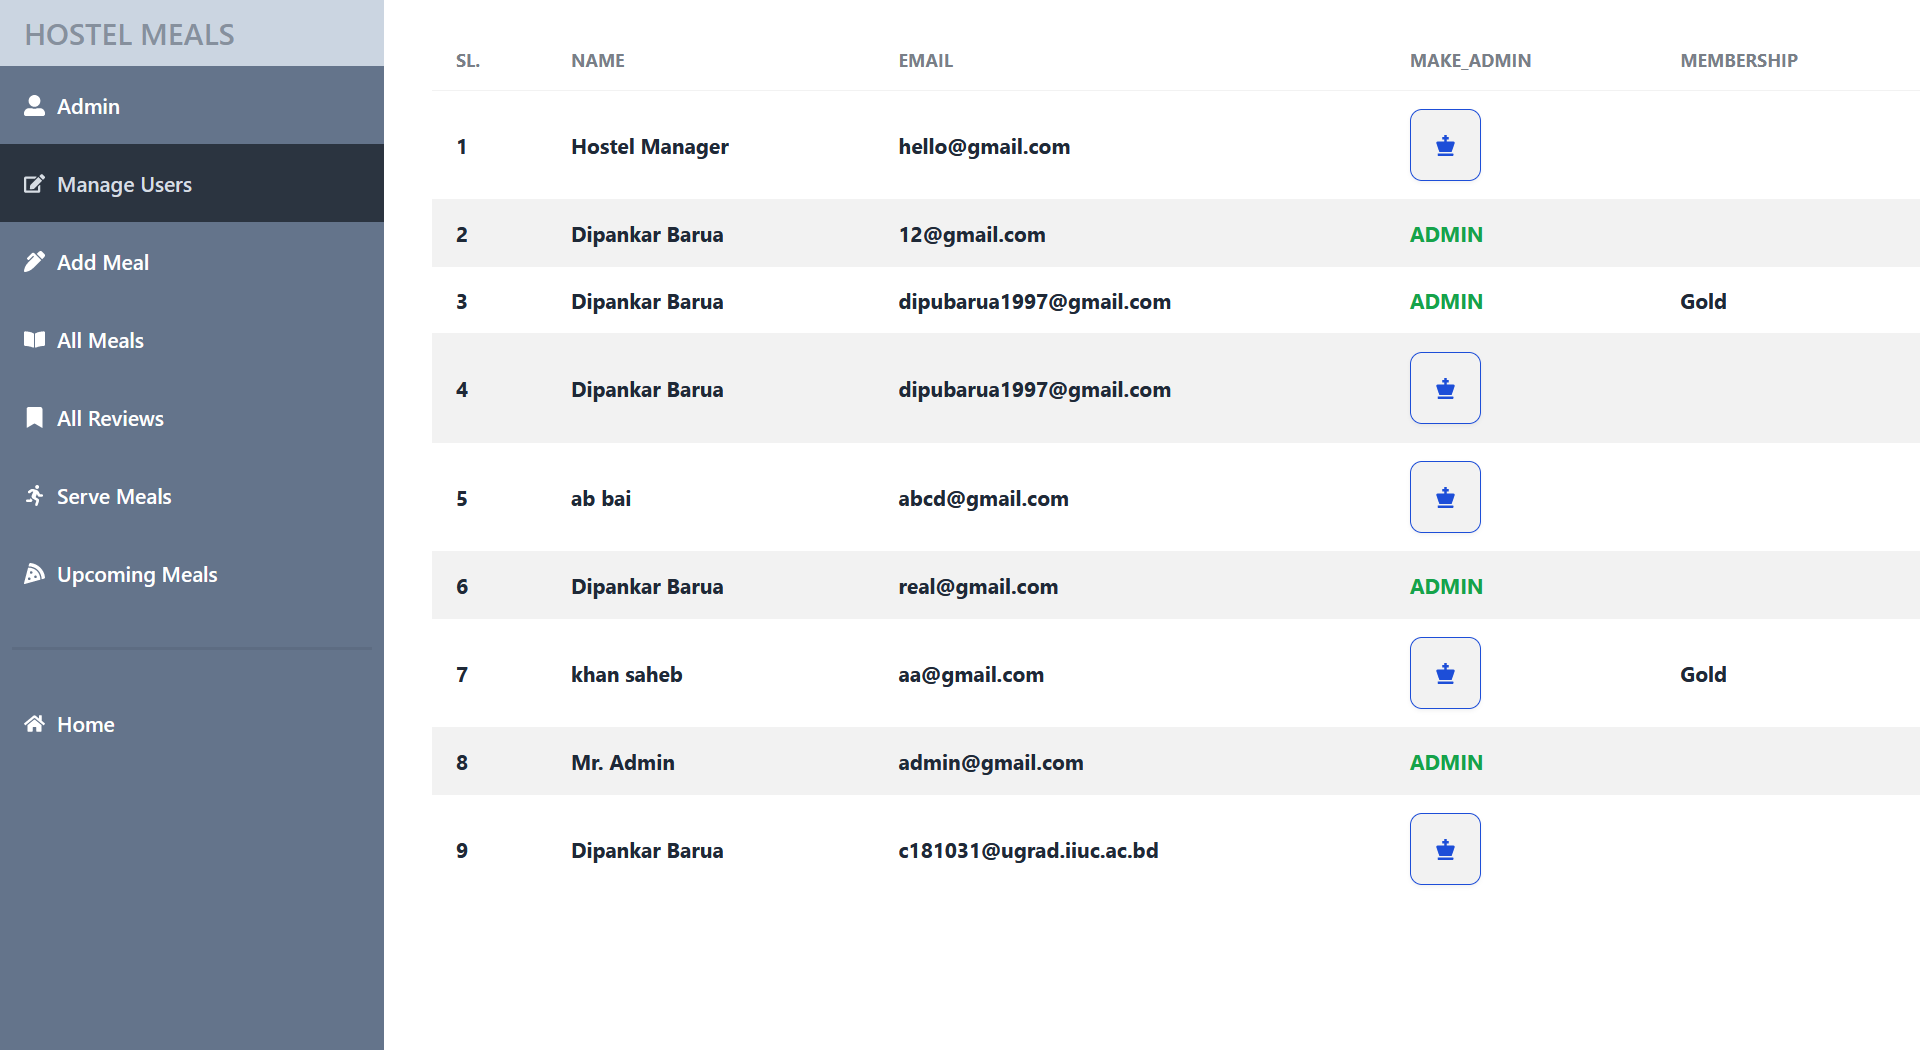 HOSTEL MEALS
Admin
Manage Users
Add Meal
All Meals
All Reviews
Serve Meals
Upcoming Meals
Home
SL. NAME EMAIL MAKE_ADMIN MEMBERSHIP
1 Hostel Manager hello@gmail.com
2 Dipankar Barua 12@gmail.com ADMIN
3 Dipankar Barua dipubarua1997@gmail.com ADMIN Gold
4 Dipankar Barua dipubarua1997@gmail.com
5 ab bai abcd@gmail.com
6 Dipankar Barua real@gmail.com ADMIN
7 khan saheb aa@gmail.com Gold
8 Mr. Admin admin@gmail.com ADMIN
9 Dipankar Barua c181031@ugrad.iiuc.ac.bd